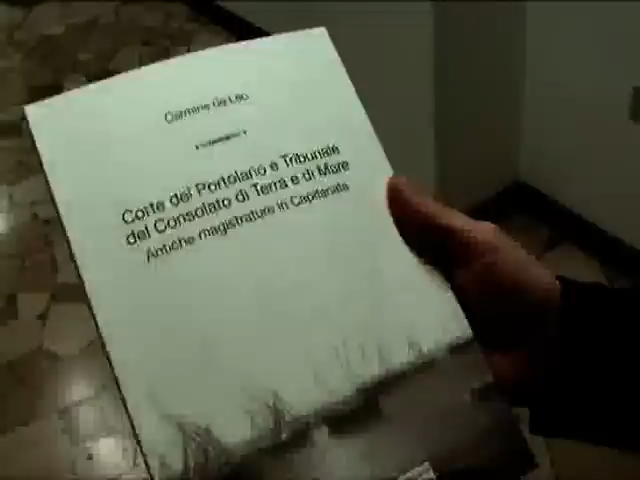 Carmine de Leo
Corte del Portolano e Tribunale
del Consolato di Terra e di Mare
Antiche magistrature in Capitanata